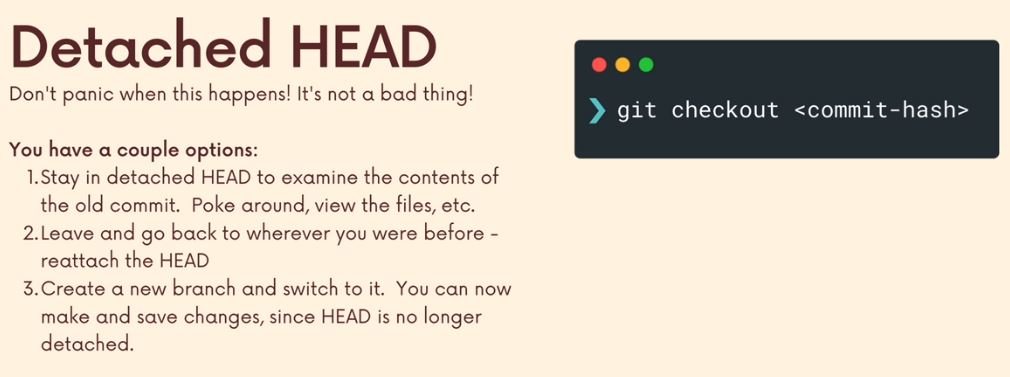 Detached HEAD
Don't panic when this happens! It's not a bad thing!
You have a couple options:
1.Stay in detached HEAD to examine the contents of
the old commit.  Poke around, view the files, etc.
2.Leave and go back to wherever you were before -
reattach the HEAD
3.Create a new branch and switch to it.  You can now
make and save changes, since HEAD is no longer
detached.
❯ git checkout <commit-hash>